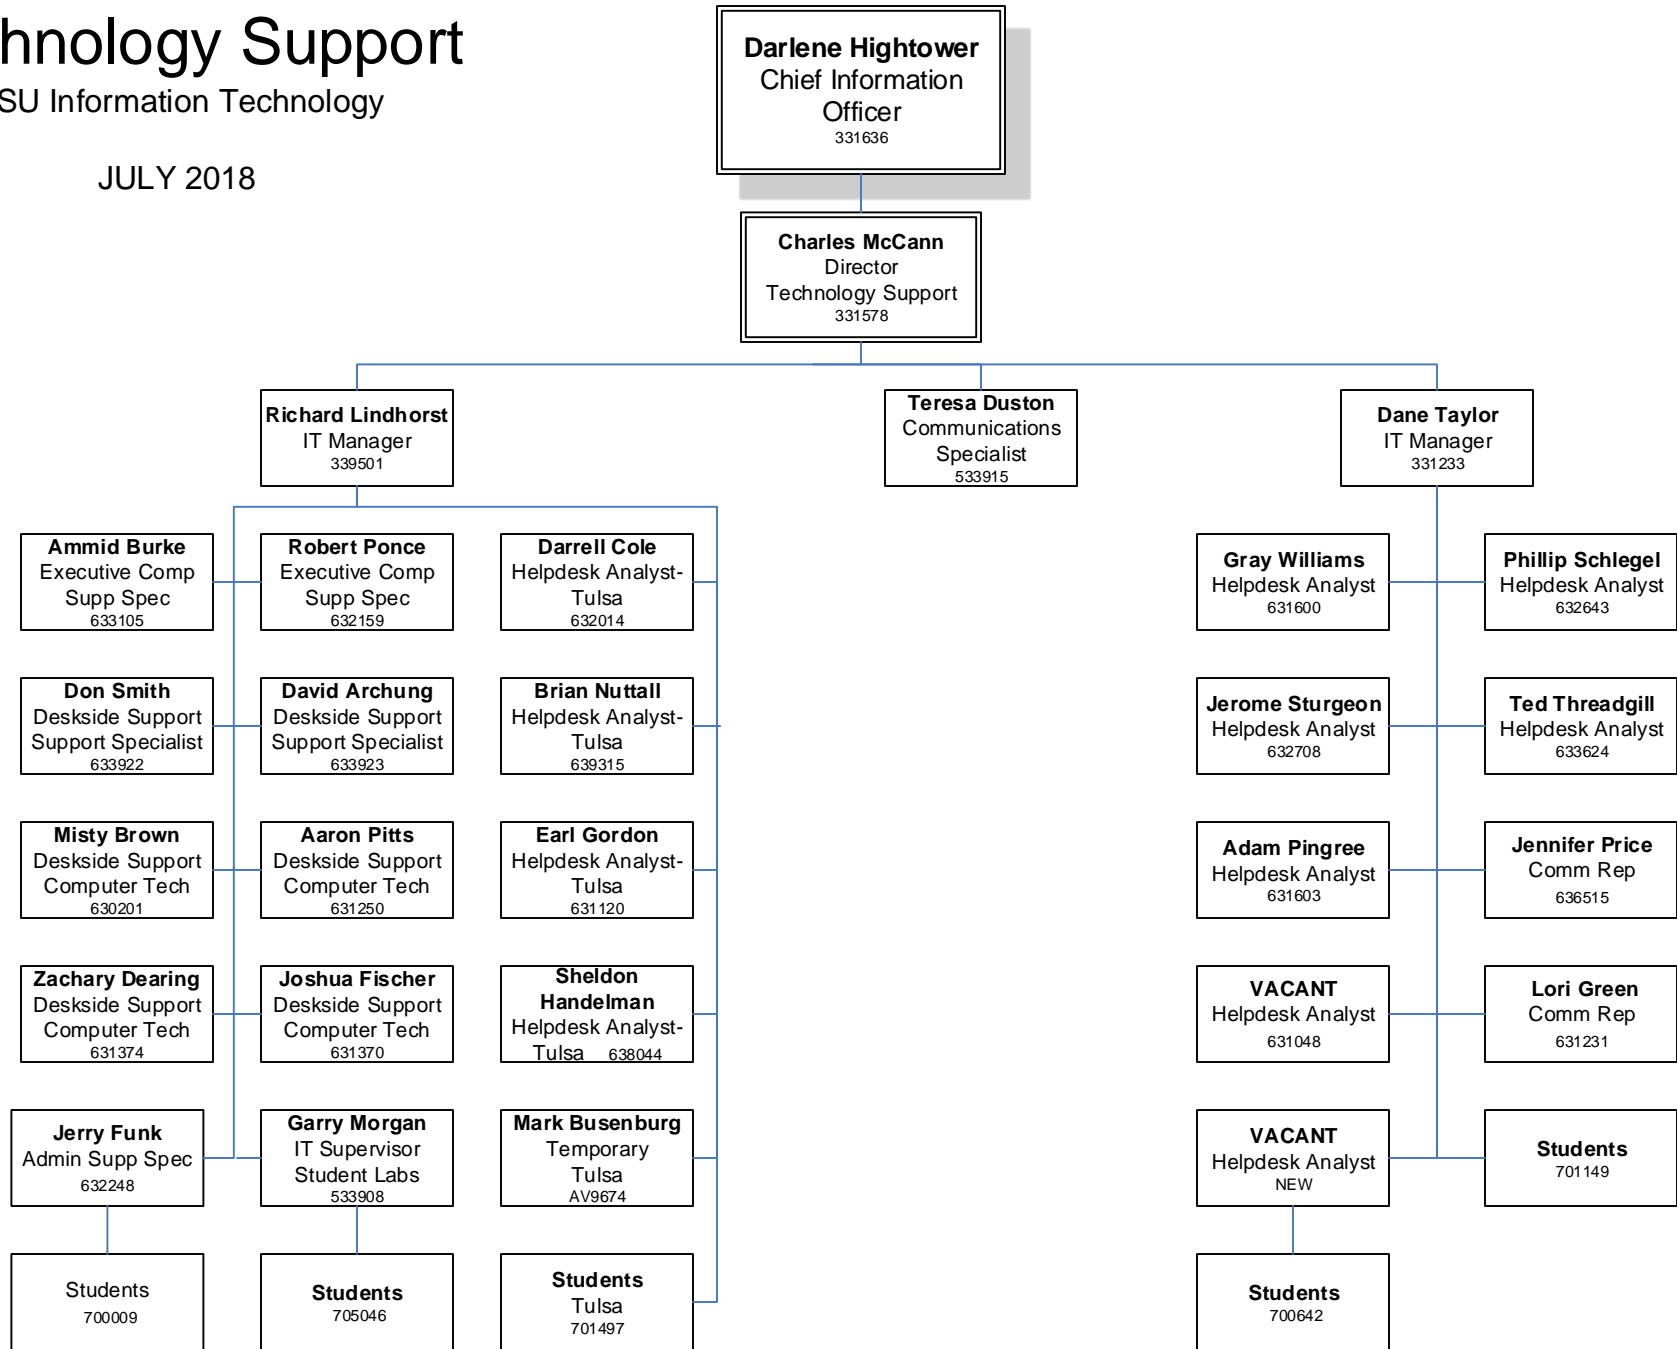 hnology Support
SU Information Technology
JULY 2018
Darlene Hightower
Chief Information
Officer
331636
Charles McCann
Director
Technology Support
331578
Richard Lindhorst
IT Manager
339501
Teresa Duston
Communications
Specialist
533915
Dane Taylor
IT Manager
331233
Ammid Burke
Executive Comp
Supp Spec
633105
Robert Ponce
Executive Comp
Supp Spec
632159
Darrell Cole
Helpdesk Analyst-
Tulsa
632014
Gray Williams
Helpdesk Analyst
631600
Phillip Schlegel
Helpdesk Analyst
632643
Don Smith
Deskside Support
Support Specialist
633922
David Archung
Deskside Support
Support Specialist
633923
Brian Nuttall
Helpdesk Analyst-
Tulsa
639315
Jerome Sturgeon
Helpdesk Analyst
632708
Ted Threadgill
Helpdesk Analyst
633624
Misty Brown
Deskside Support
Computer Tech
630201
Aaron Pitts
Deskside Support
Computer Tech
631250
Earl Gordon
Helpdesk Analyst-
Tulsa
631120
Adam Pingree
Helpdesk Analyst
631603
Jennifer Price
Comm Rep
636515
Zachary Dearing
Deskside Support
Computer Tech
631374
Joshua Fischer
Deskside Support
Computer Tech
631370
Sheldon
Handelman
Helpdesk Analyst-
Tulsa 638044
VACANT
Helpdesk Analyst
631048
Lori Green
Comm Rep
631231
Jerry Funk
Admin Supp Spec
632248
Garry Morgan
IT Supervisor
Student Labs
533908
Mark Busenburg
Temporary
Tulsa
AV9674
VACANT
Helpdesk Analyst
NEW
Students
701149
Students
700009
Students
705046
Students
Tulsa
701497
Students
700642